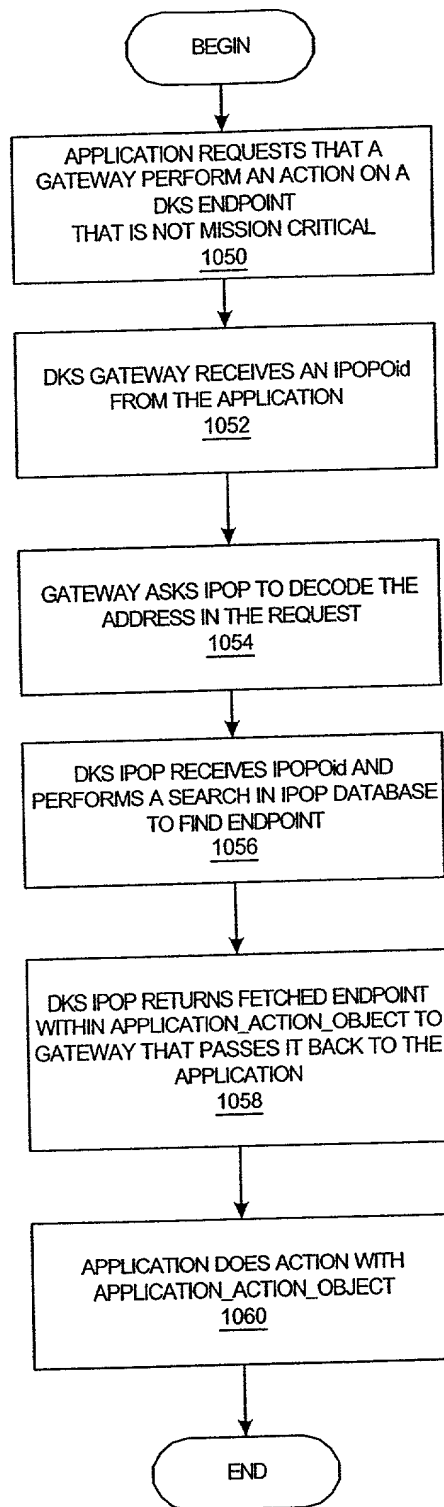 BEGIN
APPLICATION REQUESTS THAT A
GATEWAY PERFORM AN ACTION ON A
DKS ENDPOINT
THAT IS NOT MISSION CRITICAL
1050
DKS GATEWAY RECEIVES AN IPOPOid
FROM THE APPLICATION
1052
GATEWAY ASKS IPOP TO DECODE THE
ADDRESS IN THE REQUEST
1054
DKS IPOP RECEIVES IPOPOid AND
PERFORMS A SEARCH IN IPOP DATABASE
TO FIND ENDPOINT
1056
DKS IPOP RETURNS FETCHED ENDPOINT
WITHIN APPLICATION_ACTION_OBJECT TO
GATEWAY THAT PASSES IT BACK TO THE
APPLICATION
1058
APPLICATION DOES ACTION WITH
APPLICATION_ACTION_OBJECT
1060
END